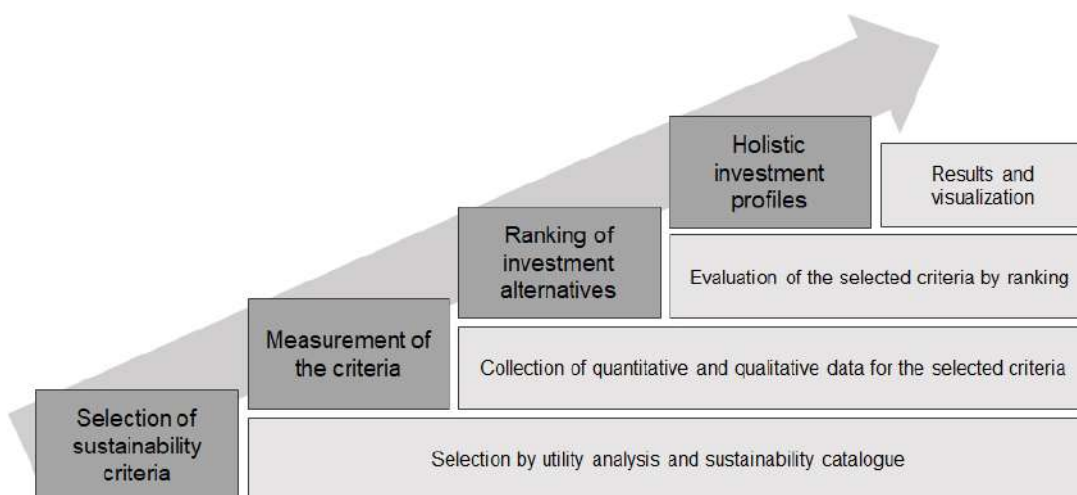 Holistic
investment
profiles
Results and
visualization
Ranking of
investment
alternatives
Evaluation of the selected criteria by ranking
Measurement of
the criteria
Collection of quantitative and qualitative data for the selected criteria
Selection of
sustainability
criteria
Selection by utility analysis and sustainability catalogue